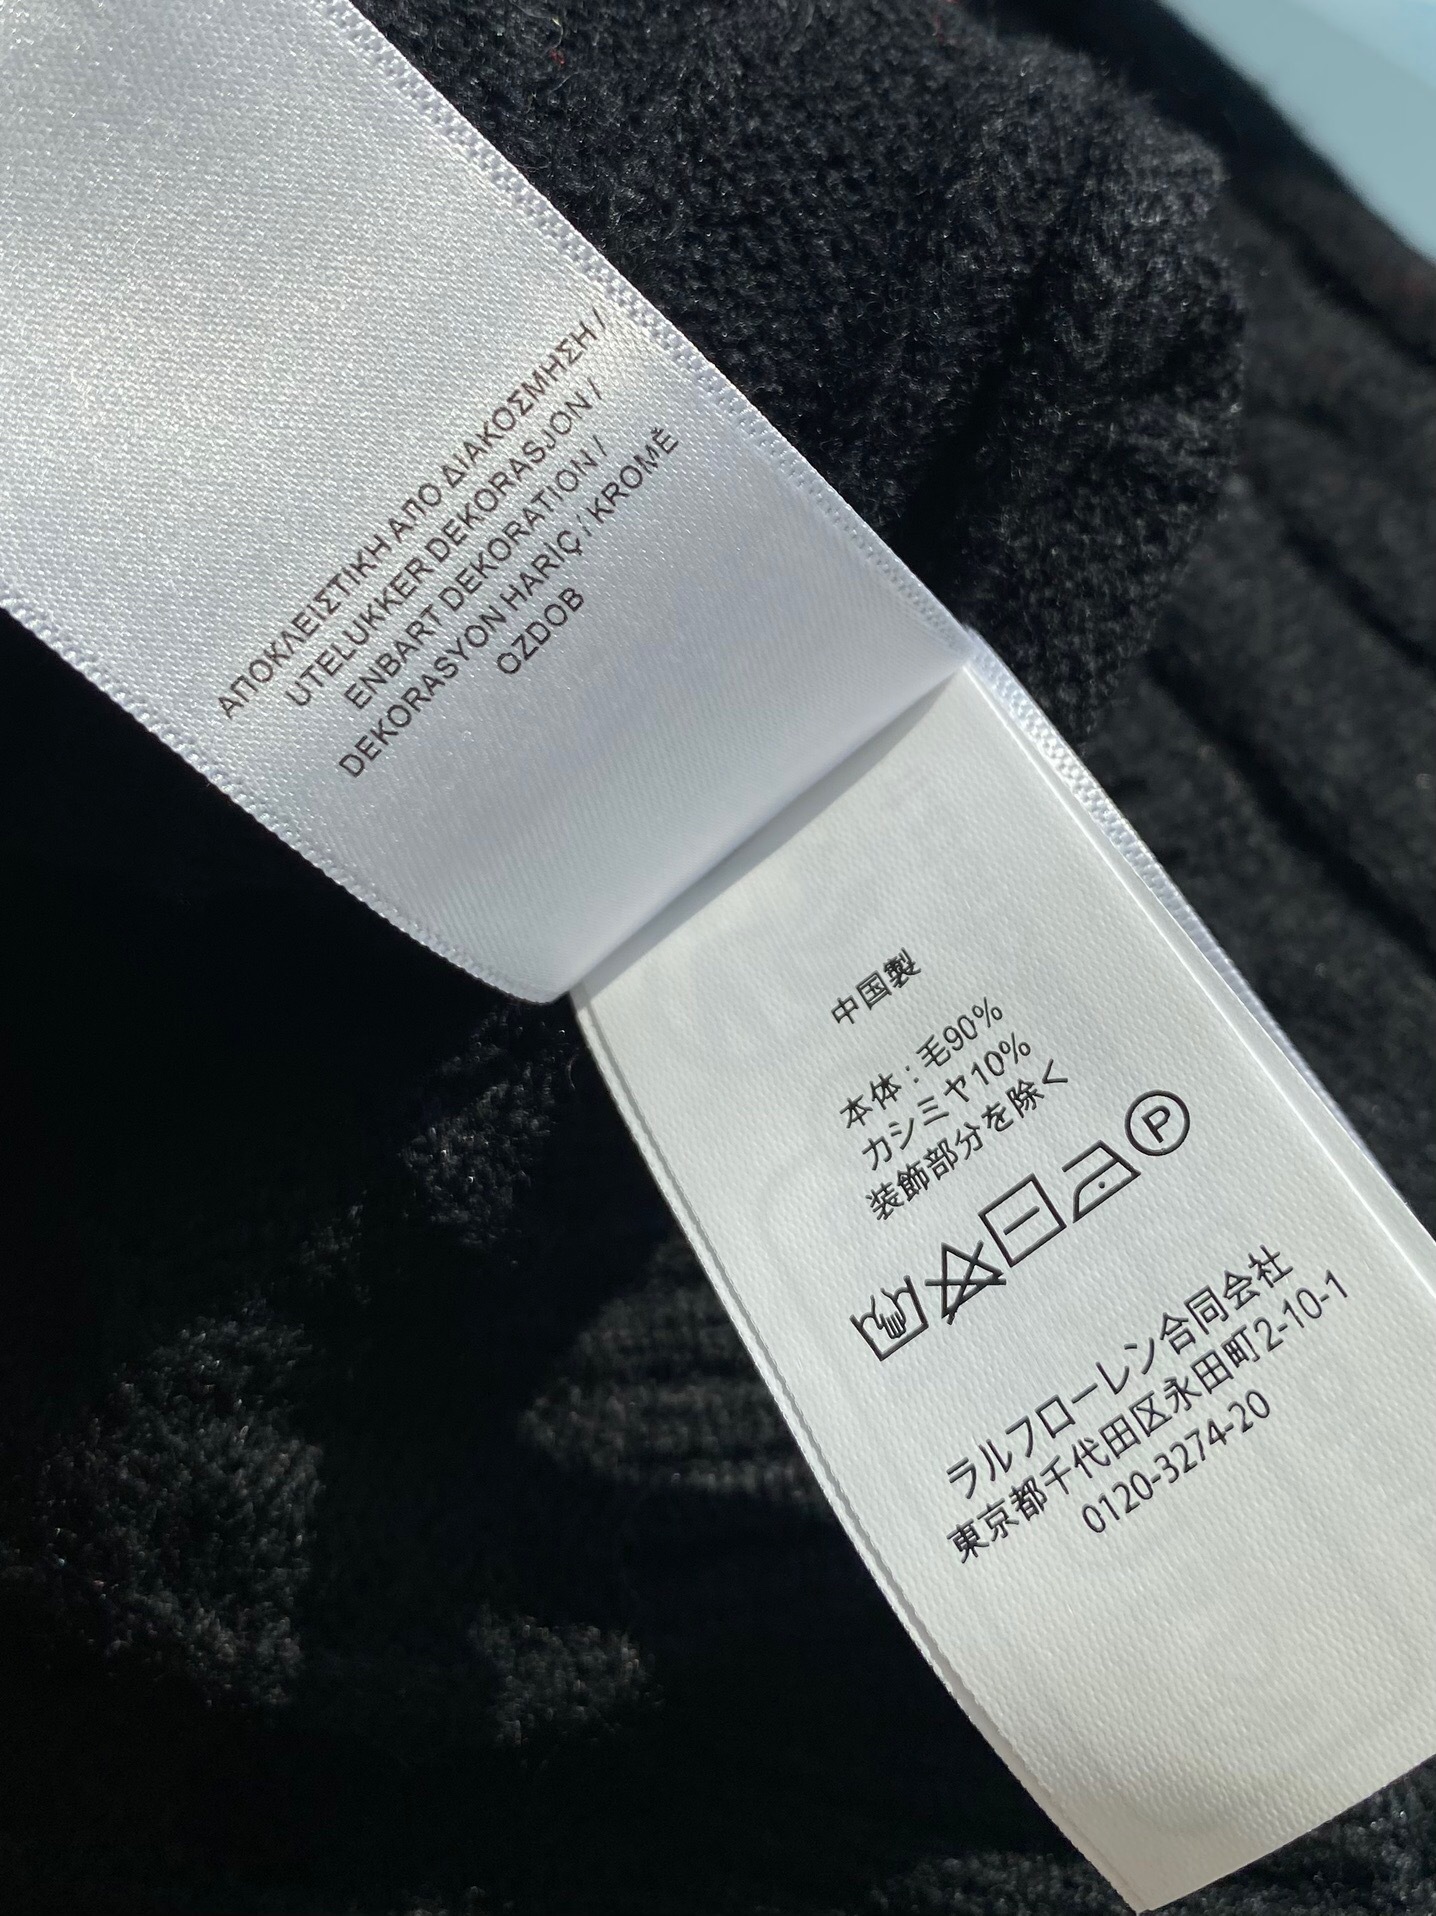 ΑΠΟΚΛΕΙΣΤΙΚΗ ΑΠΟ ΔΙΑΚΟΣΜΗΣΗ /
UTELUKKER DEKORASJON /
ENBART DEKORATION /
DEKORASYON HARİÇ / KROMĚ
OZDOB
中国製
本体：毛90%
カシミヤ10%
装飾部分を除く
P
ラルフローレン合同会社
東京都千代田区永田町2-10-1
0120-3274-20